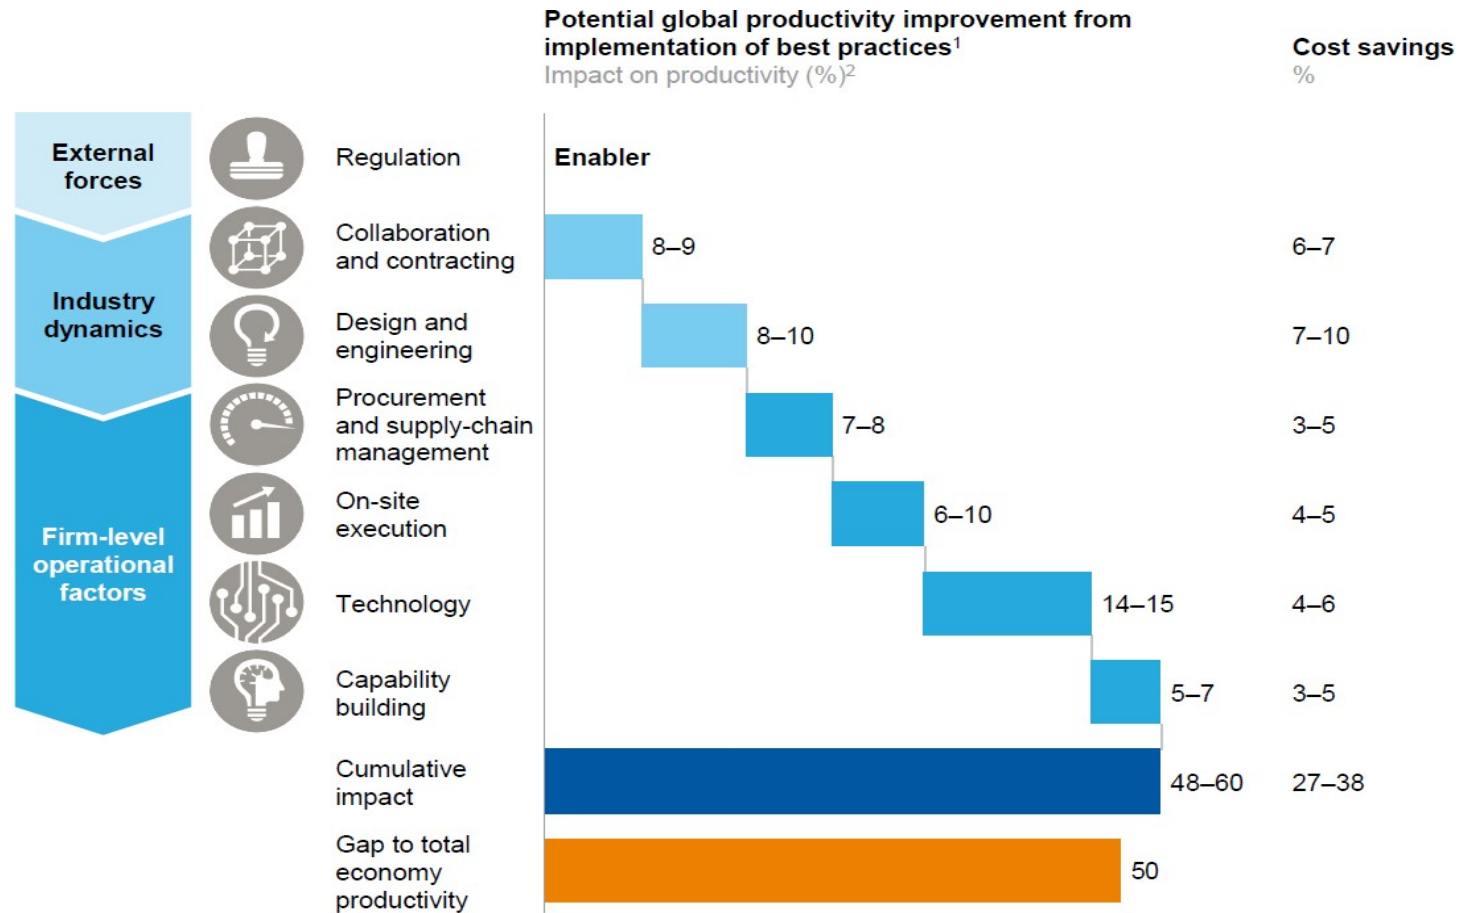 Potential global productivity improvement from
implementation of best practices¹
Impact on productivity (%)²
Cost savings
%
External
forces
Regulation
Enabler
Industry
dynamics
Collaboration
and contracting
8–9
6–7
Design and
engineering
8–10
7–10
Firm-level
operational
factors
Procurement
and supply-chain
management
7–8
3–5
On-site
execution
6–10
4–5
Technology
14–15
4–6
Capability
building
5–7
3–5
Cumulative
impact
48–60
27–38
Gap to total
economy
productivity
50